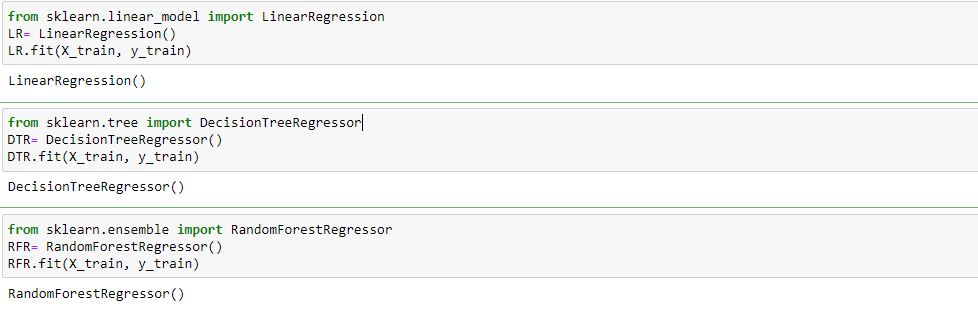 from sklearn.linear_model import LinearRegression
LR= LinearRegression()
LR.fit(X_train, y_train)
LinearRegression()
from sklearn.tree import DecisionTreeRegressor
DTR= DecisionTreeRegressor()
DTR.fit(X_train, y_train)
DecisionTreeRegressor()
from sklearn.ensemble import RandomForestRegressor
RFR= RandomForestRegressor()
RFR.fit(X_train, y_train)
RandomForestRegressor()